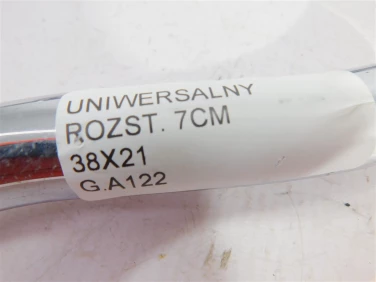 UNIWERSALNY
ROZST. 7CM
38X21
G.A122